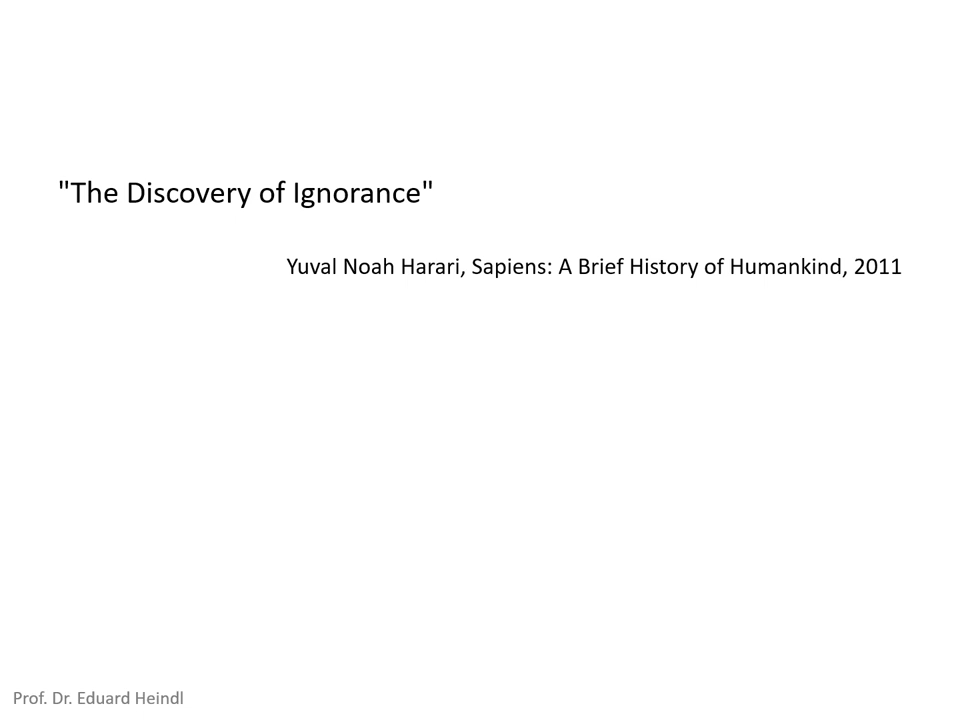 "The Discovery of Ignorance"
Yuval Noah Harari, Sapiens: A Brief History of Humankind, 2011
Prof. Dr. Eduard Heindl